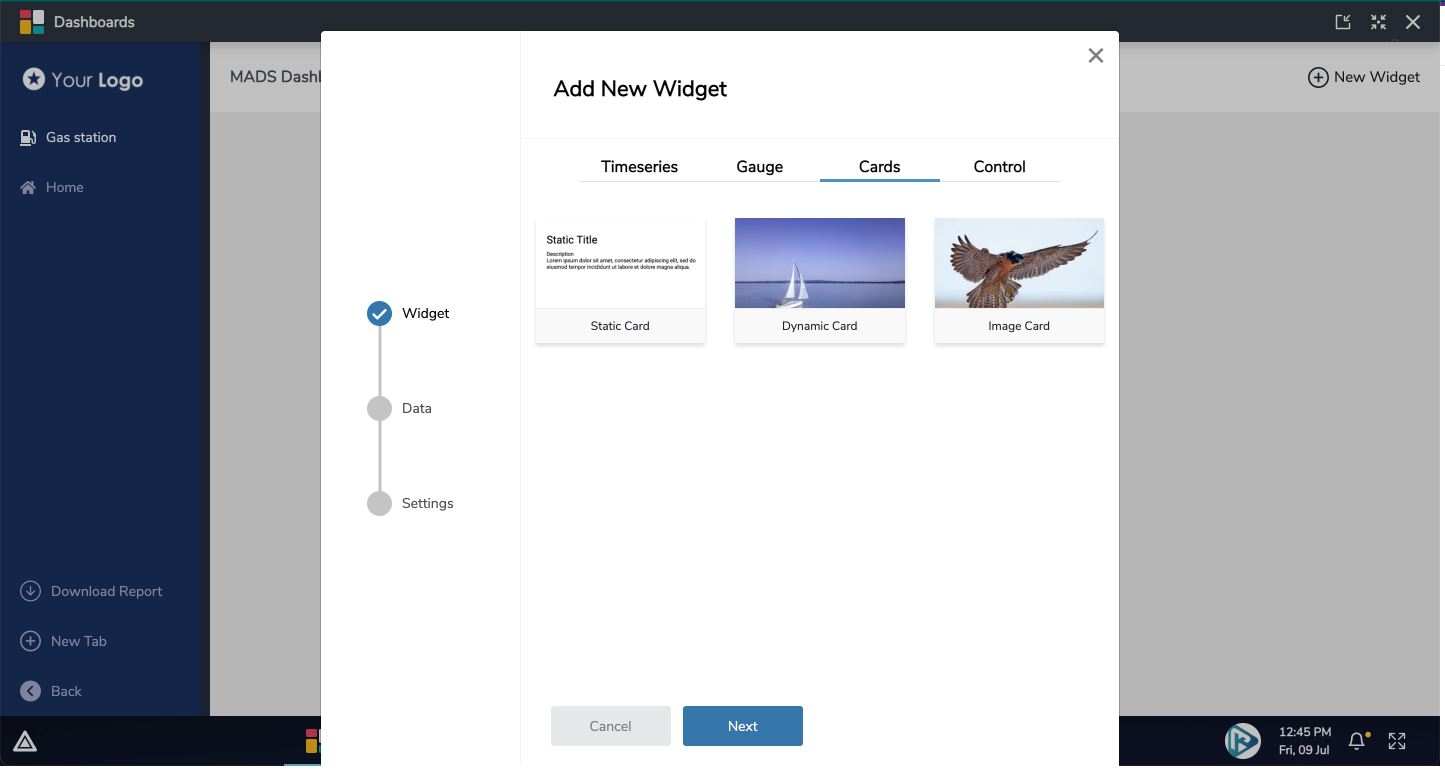 Dashboards
Your Logo
MADS Dashb
New Widget
Gas station
Home
Download Report
New Tab
Back
Add New Widget
Timeseries Gauge Cards Control
Widget
Data
Settings
Static Title
Description
Lorem ipsum dolor sit amet, consectetur adipiscing elit, sed do
eiusmod tempor incididunt ut labore et dolore magna aliqua.
Static Card
Dynamic Card
Image Card
Cancel
Next
12:45 PM
Fri, 09 Jul